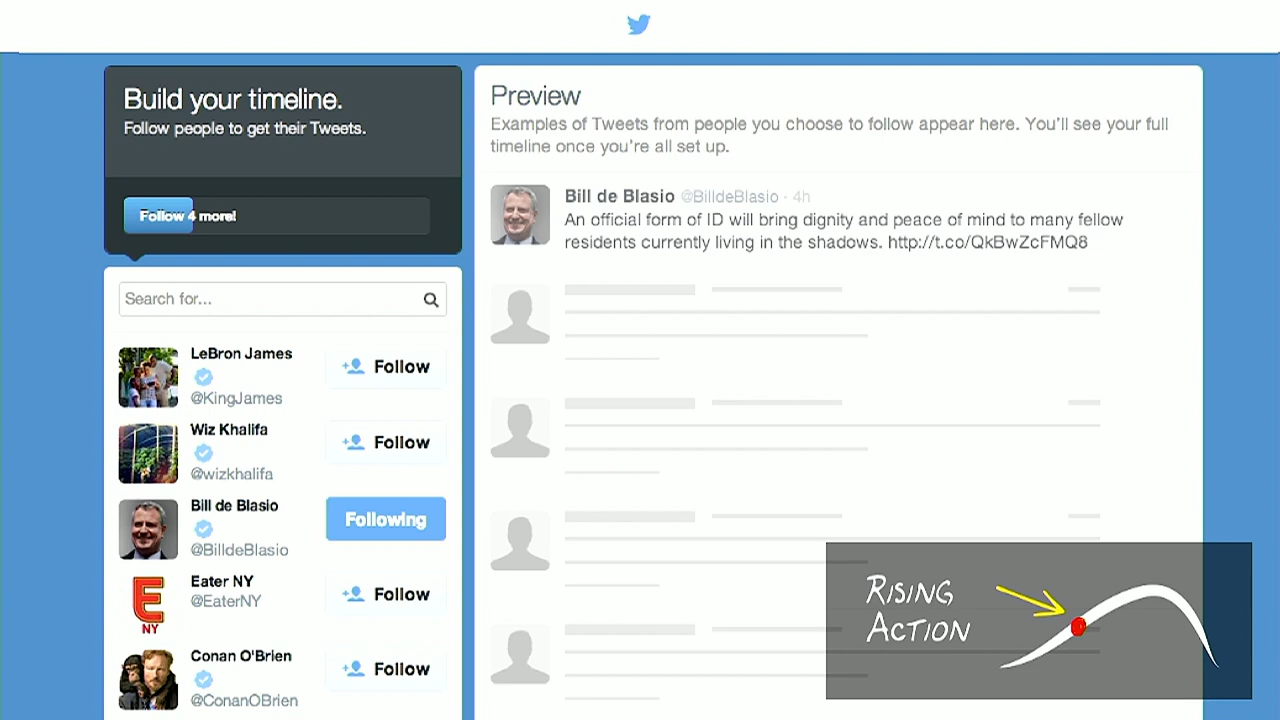 Build your timeline.
Follow people to get their Tweets.
Follow 4 more!
Search for...
LeBron James
@KingJames
Follow
Wiz Khalifa
@wizkhalifa
Follow
Bill de Blasio
@BilldeBlasio
Following
Eater NY
@EaterNY
Follow
E
NY
Conan O'Brien
@ConanOBrien
Follow
Preview
Examples of Tweets from people you choose to follow appear here. You'll see your full
timeline once you're all set up.
Bill de Blasio @BilldeBlasio · 4h
An official form of ID will bring dignity and peace of mind to many fellow
residents currently living in the shadows. http://t.co/QkBwZcFMQ8
RISING
ACTION